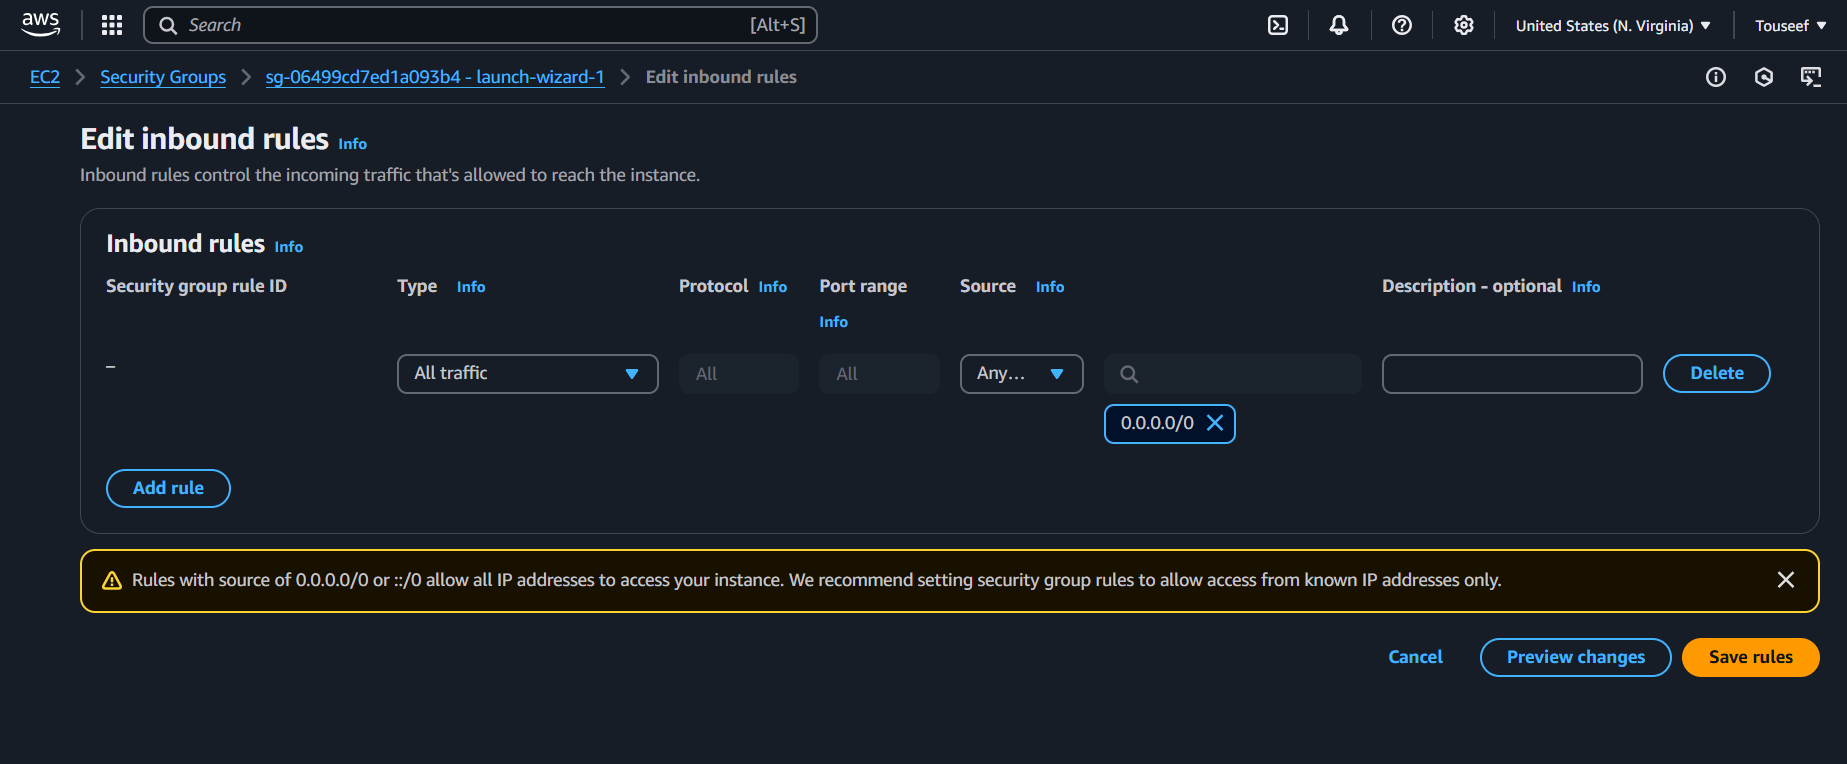 aws Search [Alt+S] United States (N. Virginia) Touseef
EC2 Security Groups sg-06499cd7ed1a093b4 - launch-wizard-1 Edit inbound rules
Edit inbound rules Info
Inbound rules control the incoming traffic that's allowed to reach the instance.
Inbound rules Info
Security group rule ID Type Info Protocol Info Port range Source Info Description - optional Info
Info
– All traffic All All Any... Delete
0.0.0.0/0
Add rule
Rules with source of 0.0.0.0/0 or ::/0 allow all IP addresses to access your instance. We recommend setting security group rules to allow access from known IP addresses only.
Cancel Preview changes Save rules